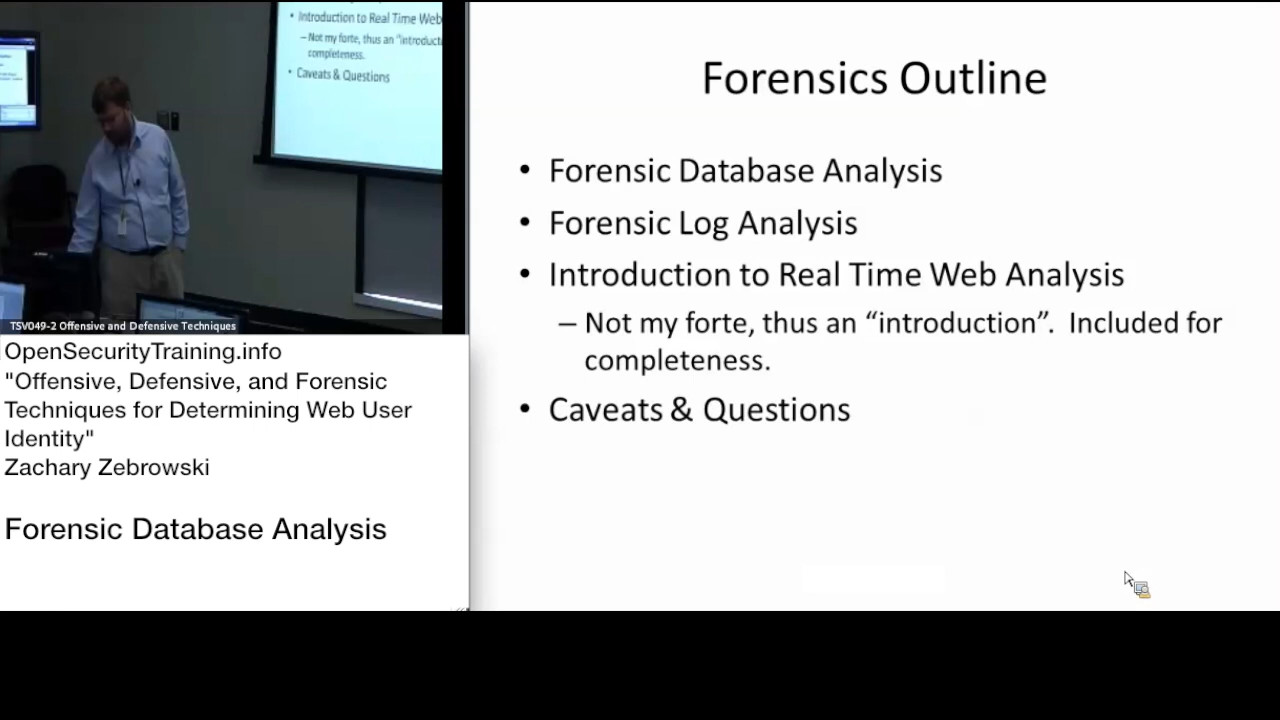 Introduction to Real Time Web
– Not my forte, thus an "introduct
completeness.
• Caveats & Questions
TSV049-2 Offensive and Defensive Techniques
OpenSecurityTraining.info
"Offensive, Defensive, and Forensic
Techniques for Determining Web User
Identity"
Zachary Zebrowski
Forensic Database Analysis
Forensics Outline
• Forensic Database Analysis
• Forensic Log Analysis
• Introduction to Real Time Web Analysis
– Not my forte, thus an “introduction”. Included for
completeness.
• Caveats & Questions